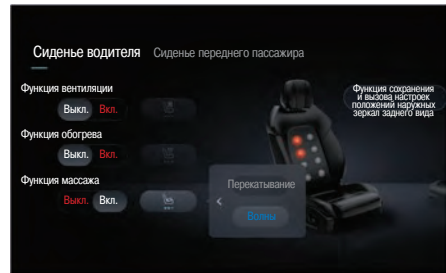 Сиденье водителя Сиденье переднего пассажира
Функция вентиляции
Выкл. Вкл.
Функция обогрева
Выкл. Вкл.
Функция массажа
Выкл. Вкл.
Перекатывание
Волны
Функция сохранения
и вызова настроек
положений наружных
зеркал заднего вида